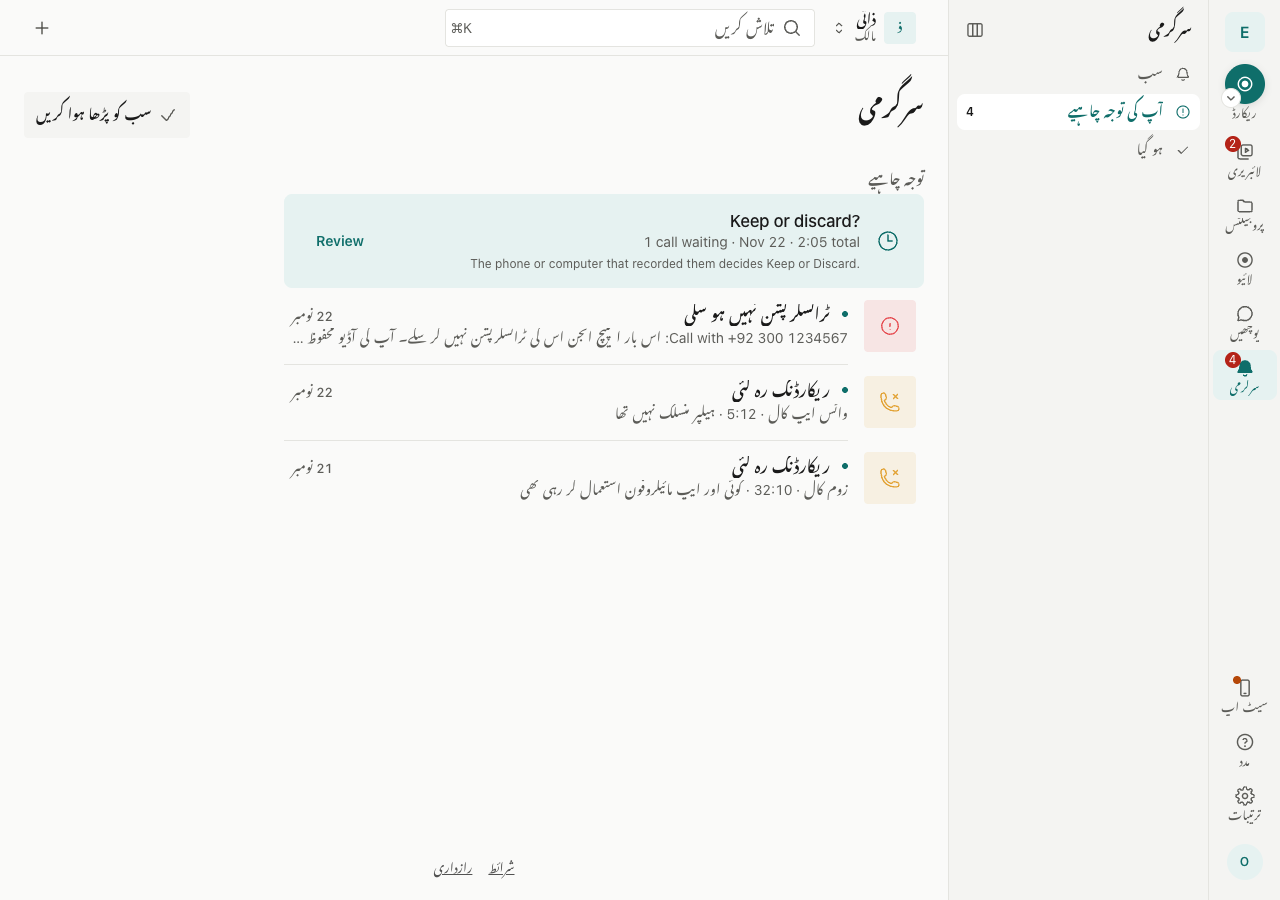 E
ریکارڈ
2
لائبریری
پروجیکٹس
لائیو
پوچھیں
4
سرگرمی
سیٹ اپ
مدد
ترتیبات
O
سرگرمی
سب
آپ کی توجہ چاہیے
4
ہو گیا
ذ
ذاتی
مالک
تلاش کریں
⌘K
سرگرمی
سب کو پڑھا ہوا کریں
توجہ چاہیے
Keep or discard?
1 call waiting · Nov 22 · 2:05 total
The phone or computer that recorded them decides Keep or Discard.
Review
ٹرانسکرپشن نہیں ہو سکی
22 نومبر
Call with +92 300 1234567: اس بار اسپیچ انجن اس کی ٹرانسکرپشن نہیں کر سکے۔ آپ کی آڈیو محفوظ ...
ریکارڈنگ رہ گئی
22 نومبر
واٹس ایپ کال · 5:12 · ہیلپر منسلک نہیں تھا
ریکارڈنگ رہ گئی
21 نومبر
زوم کال · 32:10 · کوئی اور ایپ مائیکروفون استعمال کر رہی تھی
شرائط
رازداری